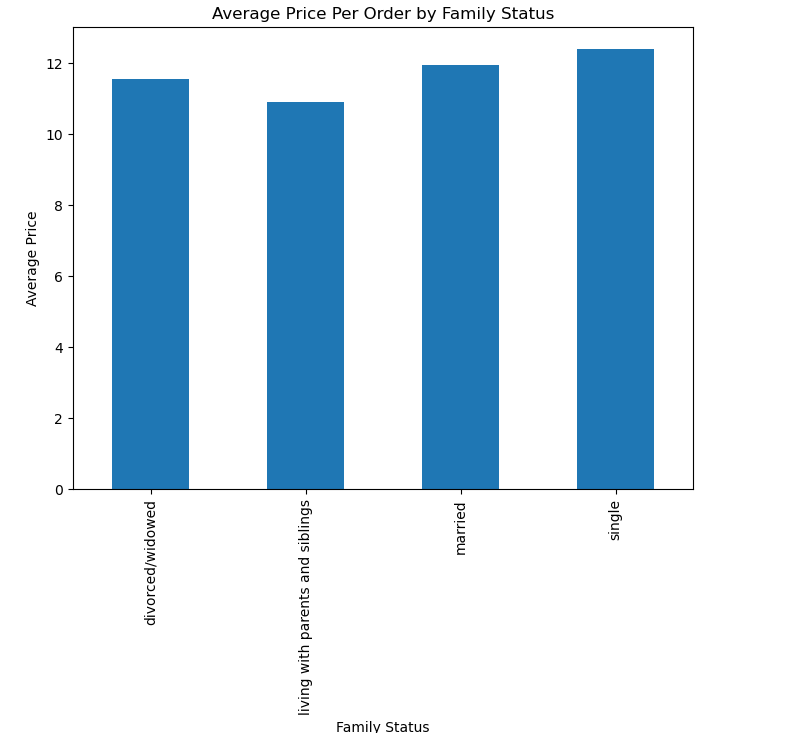 Average Price Per Order by Family Status
Average Price
12
10
8
6
4
2
0
divorced/widowed
living with parents and siblings
married
single
Family Status